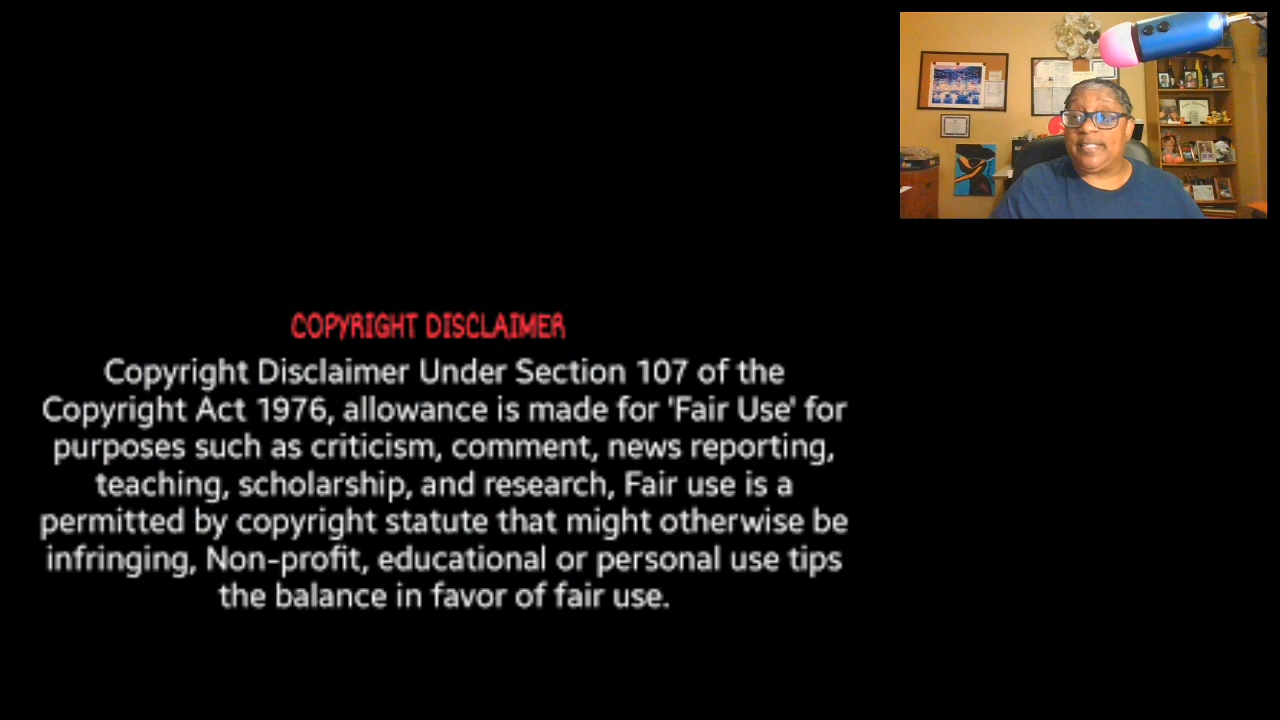 COPYRIGHT DISCLAIMER
Copyright Disclaimer Under Section 107 of the
Copyright Act 1976, allowance is made for 'Fair Use' for
purposes such as criticism, comment, news reporting,
teaching, scholarship, and research, Fair use is a
permitted by copyright statute that might otherwise be
infringing, Non-profit, educational or personal use tips
the balance in favor of fair use.